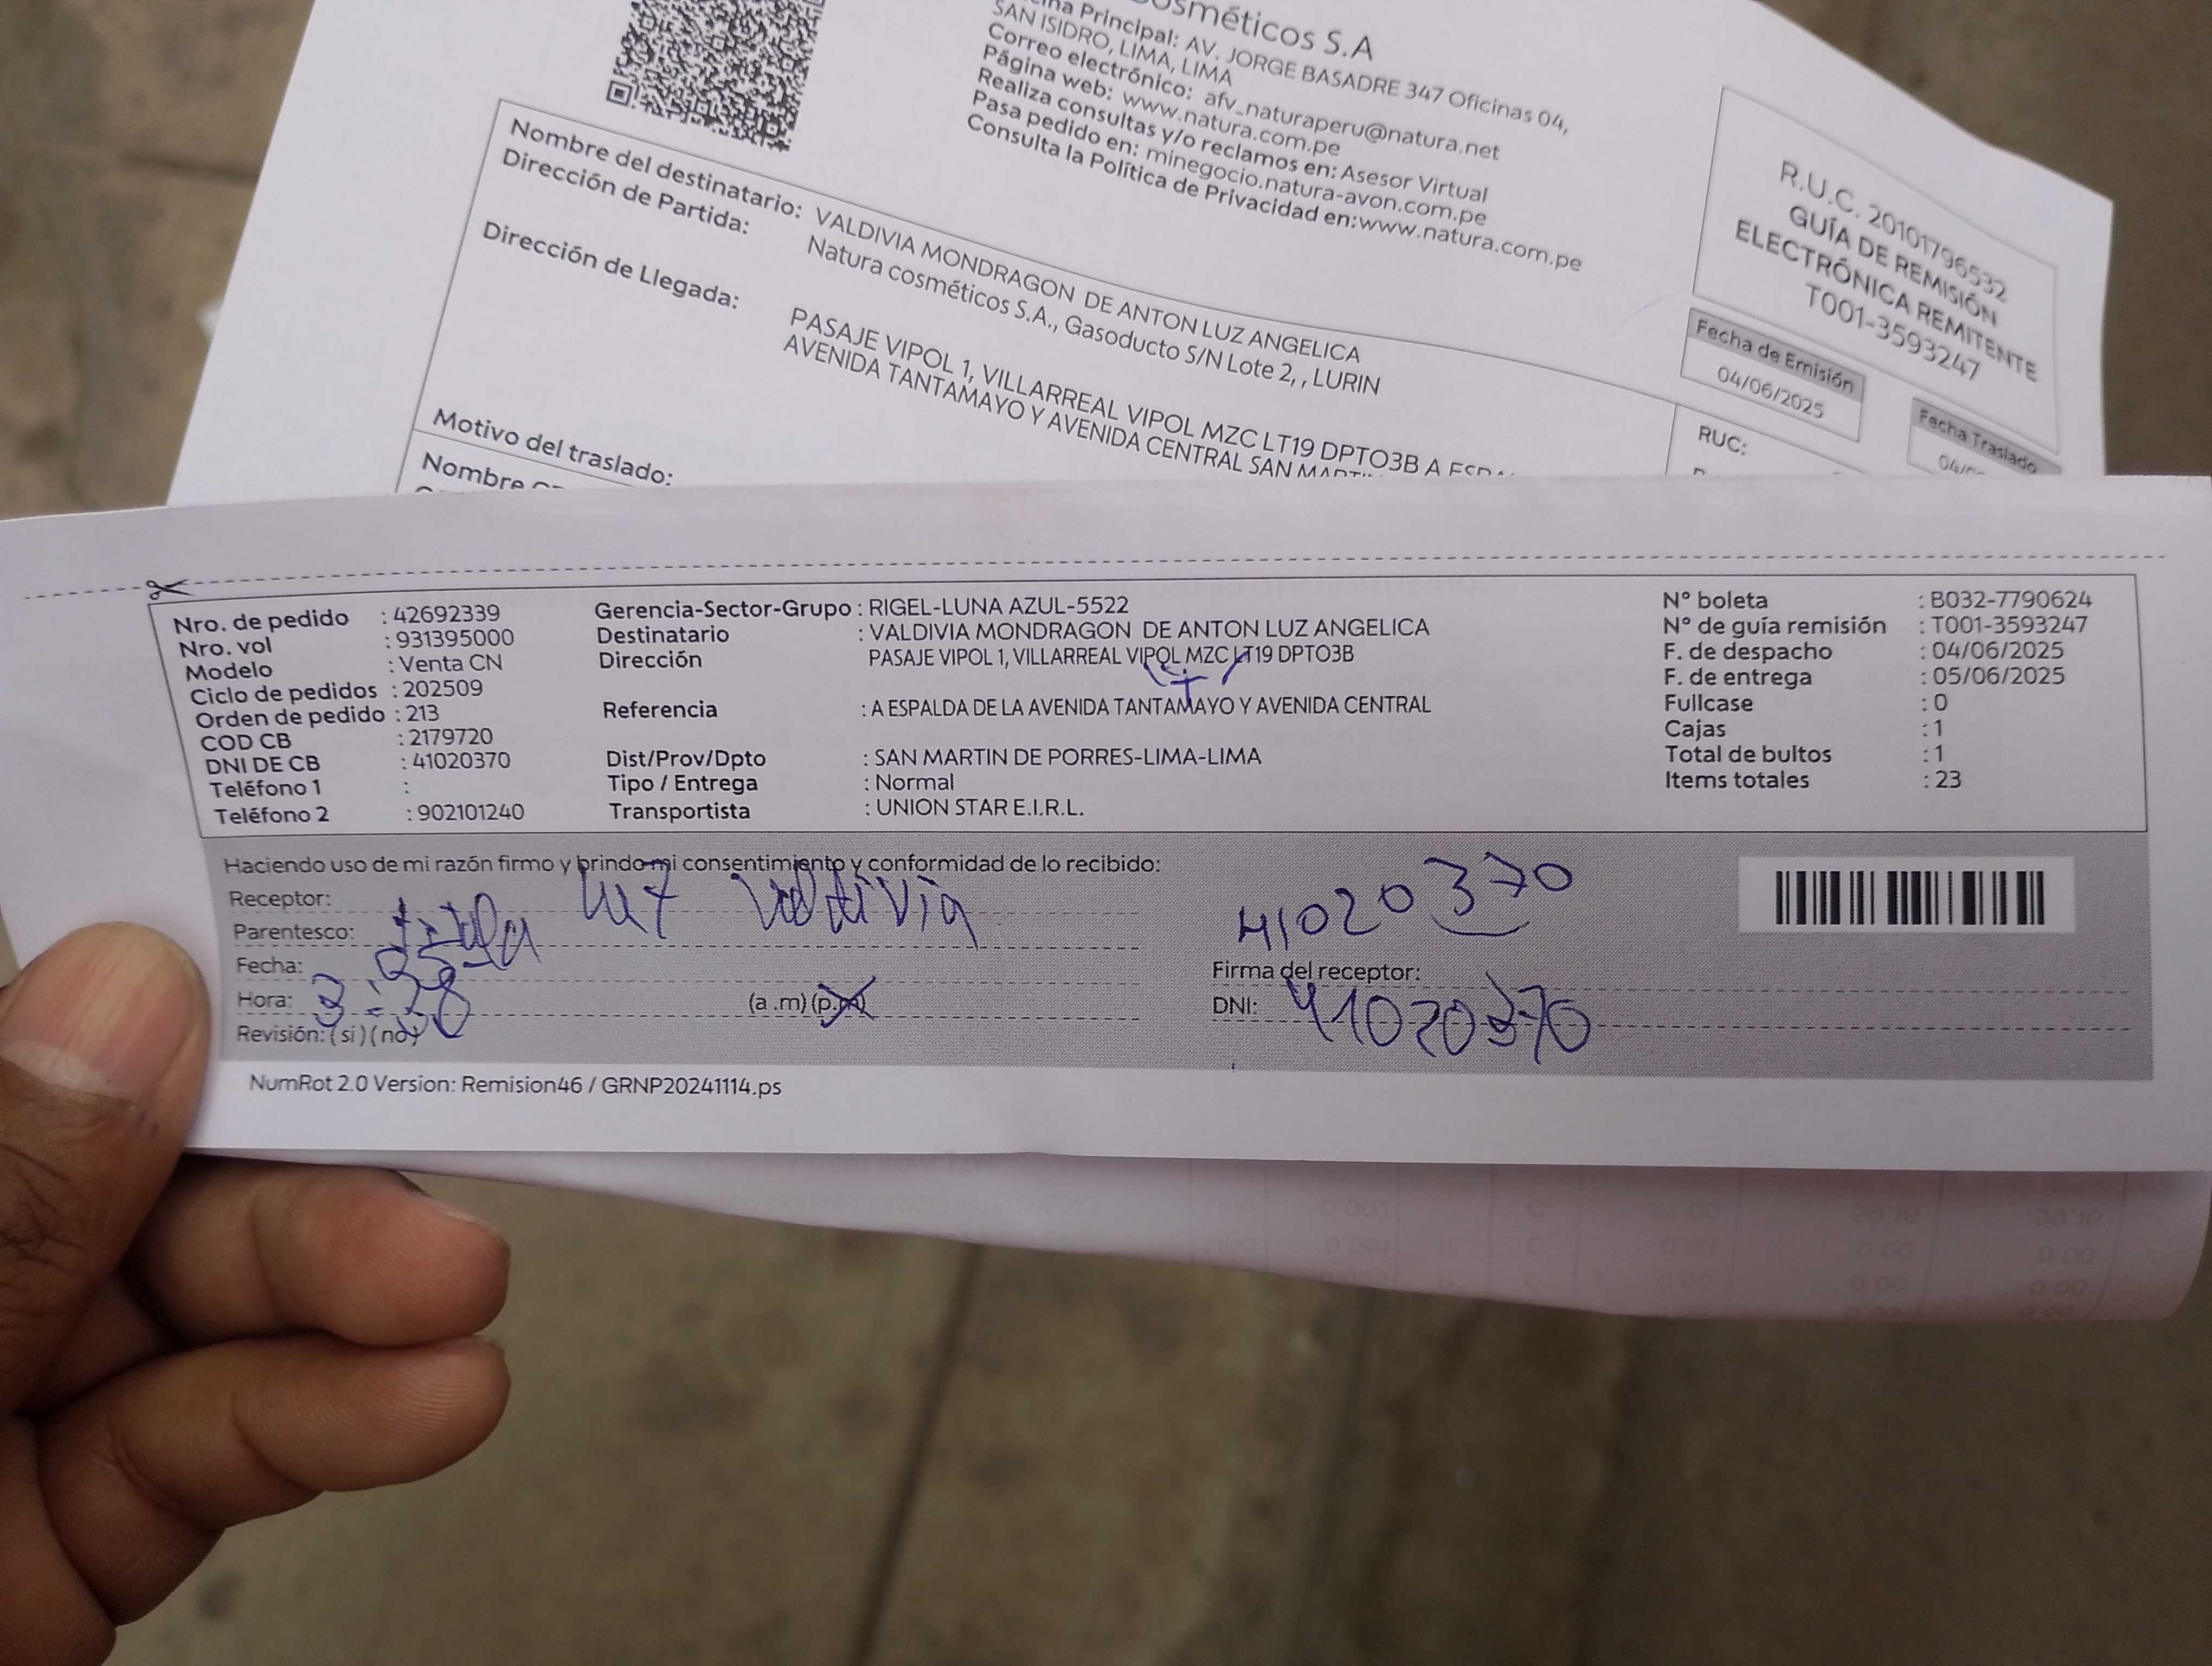 osméticos S.A
Principal: AV. JORGE BASADRE 347 Oficinas 04,
SAN ISIDRO, LIMA, LIMA
Correo electrónico: afv_naturaperu@natura.net
Página web: www.natura.com.pe
Realiza consultas y/o reclamos en: Asesor Virtual
Pasa pedido en: minegocio.natura-avon.com.pe
Consulta la Política de Privacidad en:www.natura.com.pe
R.U.C. 20101796532
GUÍA DE REMISIÓN
ELECTRÓNICA REMITENTE
T001-3593247
Nombre del destinatario: VALDIVIA MONDRAGON DE ANTON LUZ ANGELICA
Dirección de Partida: Natura cosméticos S.A., Gasoducto S/N Lote 2, , LURIN
Dirección de Llegada: PASAJE VIPOL 1, VILLARREAL VIPOL MZC LT19 DPTO3B A
AVENIDA TANTAMAYO Y AVENIDA CENTRAL SAN
Fecha de Emisión
04/06/2025
Fecha Traslado
RUC:
Motivo del traslado:
Nombre
Nro. de pedido : 42692339
Nro. vol : 931395000
Modelo : Venta CN
Ciclo de pedidos : 202509
Orden de pedido : 213
COD CB : 2179720
DNI DE CB : 41020370
Teléfono 1 :
Teléfono 2 : 902101240
Gerencia-Sector-Grupo : RIGEL-LUNA AZUL-5522
Destinatario : VALDIVIA MONDRAGON DE ANTON LUZ ANGELICA
Dirección PASAJE VIPOL 1, VILLARREAL VIPOL MZC LT19 DPTO3B
Referencia : A ESPALDA DE LA AVENIDA TANTAMAYO Y AVENIDA CENTRAL
Dist/Prov/Dpto : SAN MARTIN DE PORRES-LIMA-LIMA
Tipo / Entrega : Normal
Transportista : UNION STAR E.I.R.L.
N° boleta : B032-7790624
N° de guía remisión : T001-3593247
F. de despacho : 04/06/2025
F. de entrega : 05/06/2025
Fullcase : 0
Cajas : 1
Total de bultos : 1
Items totales : 23
Haciendo uso de mi razón firmo y brindo mi consentimiento y conformidad de lo recibido:
Receptor: Luz Valdivia
Parentesco:
Fecha:
Hora: 3:28 (a .m) (p.m)
Revisión: (si) (no)
41020370
Firma del receptor:
DNI: 41020370
NumRot 2.0 Version: Remision46 / GRNP20241114.ps